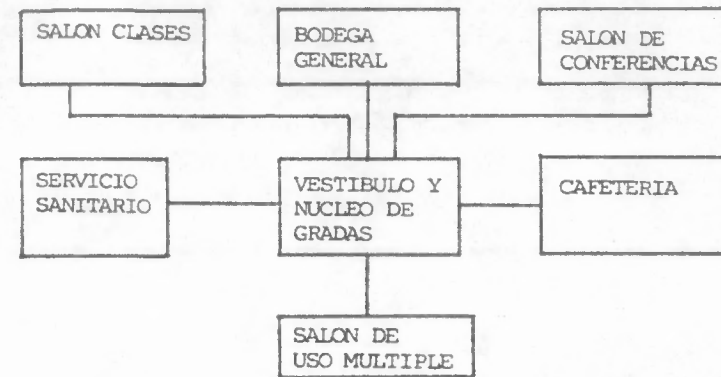 SALON CLASES
BODEGA
GENERAL
SALON DE
CONFERENCIAS
SERVICIO
SANITARIO
VESTIBULO Y
NUCLEO DE
GRADAS
CAFETERIA
SALON DE
USO MULTIPLE